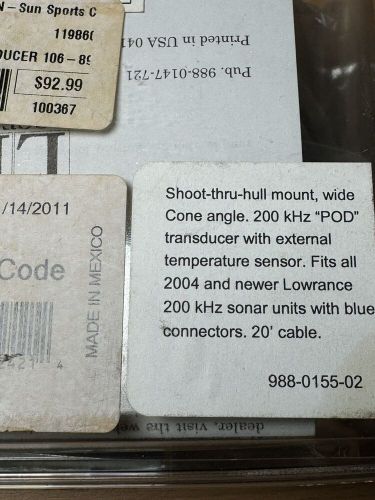 N – Sun Sports C
11986
DUCER 106-89
$92.99
100367
Printed in USA 041
Pub. 988-0147-721
/14/2011
Code
MADE IN MEXICO
Shoot-thru-hull mount, wide
Cone angle. 200 kHz “POD”
transducer with external
temperature sensor. Fits all
2004 and newer Lowrance
200 kHz sonar units with blue
connectors. 20’ cable.
988-0155-02
dealer, visit the web